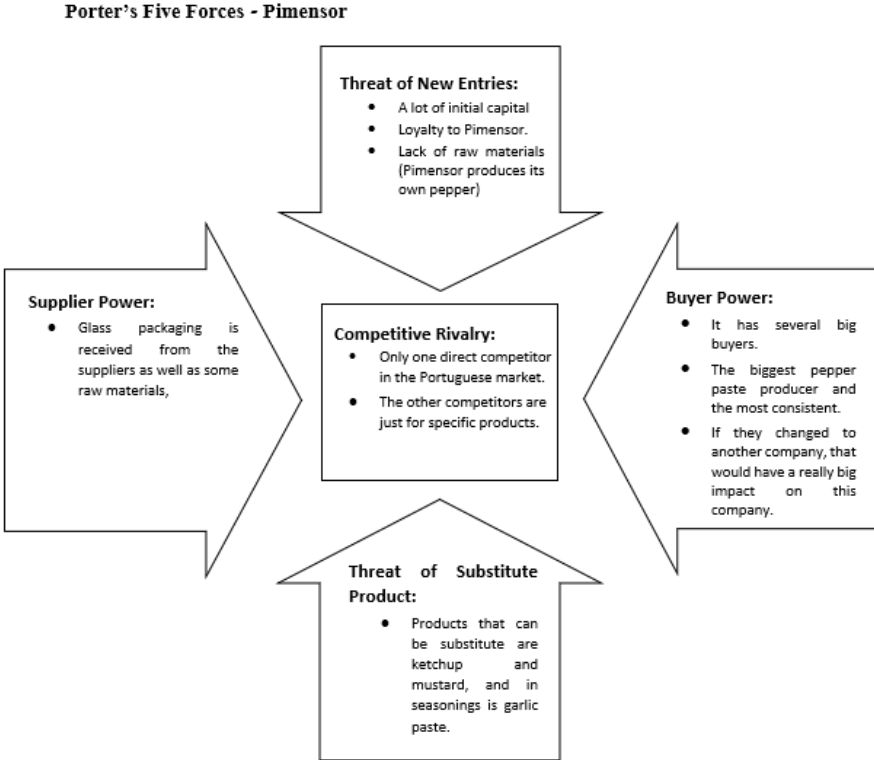 Porter's Five Forces - Pimensor
Threat of New Entries:
● A lot of initial capital
● Loyalty to Pimensor.
● Lack of raw materials
(Pimensor produces its
own pepper)
Supplier Power:
● Glass packaging is
received from the
suppliers as well as some
raw materials,
Competitive Rivalry:
● Only one direct competitor
in the Portuguese market.
● The other competitors are
just for specific products.
Buyer Power:
● It has several big
buyers.
● The biggest pepper
paste producer and
the most consistent.
● If they changed to
another company, that
would have a really big
impact on this
company.
Threat of Substitute
Product:
● Products that can
be substitute are
ketchup and
mustard, and in
seasonings is garlic
paste.